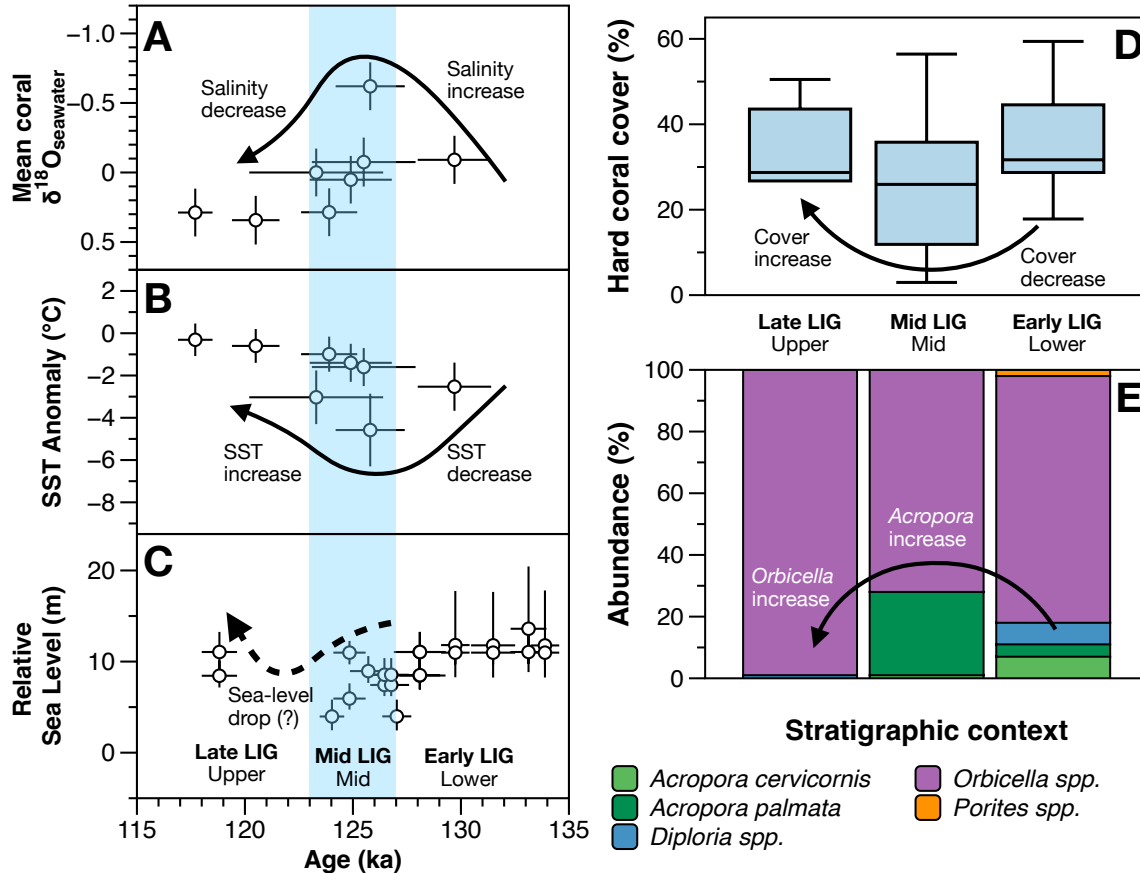 A
Mean coral
δ¹⁸Oseawater
−1.0
−0.5
0
0.5
Salinity
decrease
Salinity
increase
B
SST Anomaly (°C)
2
0
−2
−4
−6
−8
SST
increase
SST
decrease
C
Relative
Sea Level (m)
20
10
0
Sea-level
drop (?)
Late LIG
Upper
Mid LIG
Mid
Early LIG
Lower
115
120
125
130
135
Age (ka)
D
Hard coral cover (%)
60
40
20
0
Cover
increase
Cover
decrease
Late LIG
Upper
Mid LIG
Mid
Early LIG
Lower
E
Abundance (%)
100
80
60
40
20
0
Acropora
increase
Orbicella
increase
Stratigraphic context
Acropora cervicornis
Acropora palmata
Diploria spp.
Orbicella spp.
Porites spp.